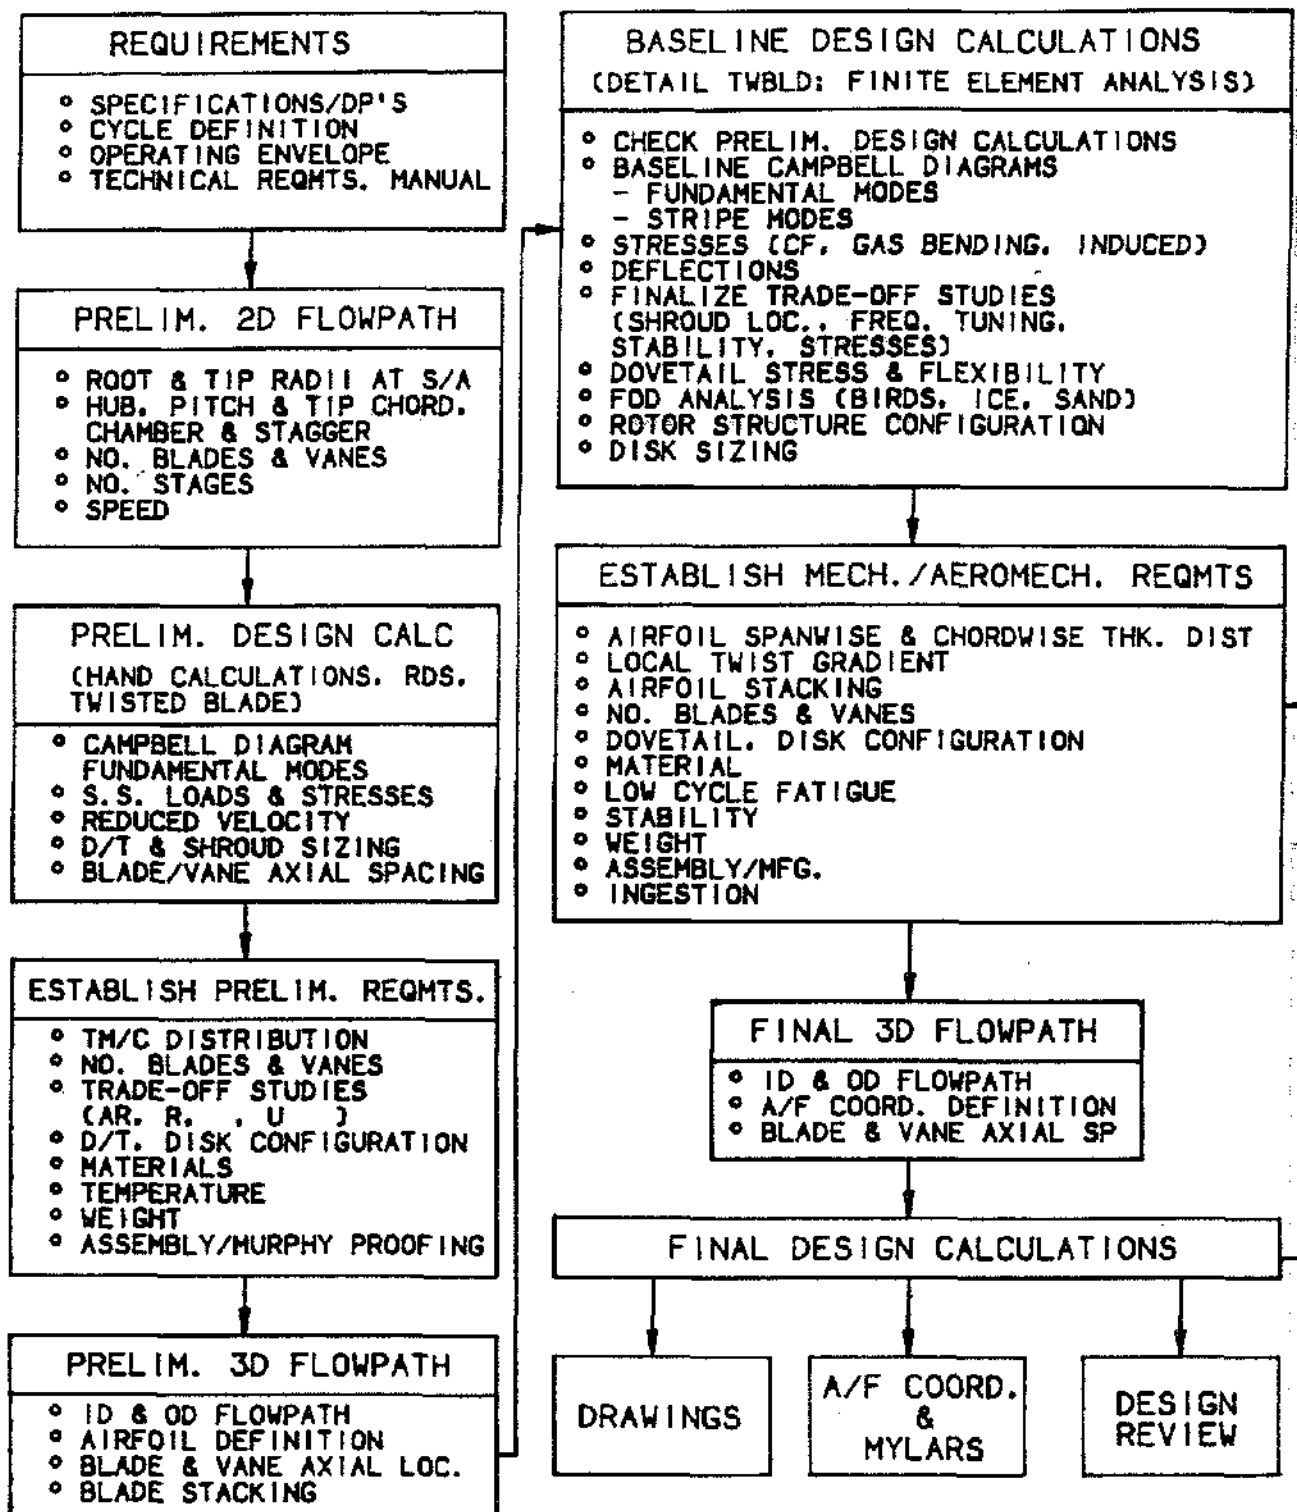 REQUIREMENTS
° SPECIFICATIONS/DP'S
° CYCLE DEFINITION
° OPERATING ENVELOPE
° TECHNICAL REQMTS. MANUAL
PRELIM. 2D FLOWPATH
° ROOT & TIP RADII AT S/A
° HUB. PITCH & TIP CHORD.
CHAMBER & STAGGER
° NO. BLADES & VANES
° NO. STAGES
° SPEED
PRELIM. DESIGN CALC
(HAND CALCULATIONS. RDS.
TWISTED BLADE)
° CAMPBELL DIAGRAM
FUNDAMENTAL MODES
° S.S. LOADS & STRESSES
° REDUCED VELOCITY
° D/T & SHROUD SIZING
° BLADE/VANE AXIAL SPACING
ESTABLISH PRELIM. REQMTS.
° TM/C DISTRIBUTION
° NO. BLADES & VANES
° TRADE-OFF STUDIES
(AR. R. . U )
° D/T. DISK CONFIGURATION
° MATERIALS
° TEMPERATURE
° WEIGHT
° ASSEMBLY/MURPHY PROOFING
PRELIM. 3D FLOWPATH
° ID & OD FLOWPATH
° AIRFOIL DEFINITION
° BLADE & VANE AXIAL LOC.
° BLADE STACKING
BASELINE DESIGN CALCULATIONS
(DETAIL TWBLD: FINITE ELEMENT ANALYSIS)
° CHECK PRELIM. DESIGN CALCULATIONS
° BASELINE CAMPBELL DIAGRAMS
- FUNDAMENTAL MODES
- STRIPE MODES
° STRESSES (CF. GAS BENDING. INDUCED)
° DEFLECTIONS
° FINALIZE TRADE-OFF STUDIES
(SHROUD LOC.. FREQ. TUNING.
STABILITY. STRESSES)
° DOVETAIL STRESS & FLEXIBILITY
° FOD ANALYSIS (BIRDS. ICE. SAND)
° ROTOR STRUCTURE CONFIGURATION
° DISK SIZING
ESTABLISH MECH./AEROMECH. REQMTS
° AIRFOIL SPANWISE & CHORDWISE THK. DIST
° LOCAL TWIST GRADIENT
° AIRFOIL STACKING
° NO. BLADES & VANES
° DOVETAIL. DISK CONFIGURATION
° MATERIAL
° LOW CYCLE FATIGUE
° STABILITY
° WEIGHT
° ASSEMBLY/MFG.
° INGESTION
FINAL 3D FLOWPATH
° ID & OD FLOWPATH
° A/F COORD. DEFINITION
° BLADE & VANE AXIAL SP
FINAL DESIGN CALCULATIONS
DRAWINGS
A/F COORD.
&
MYLARS
DESIGN
REVIEW